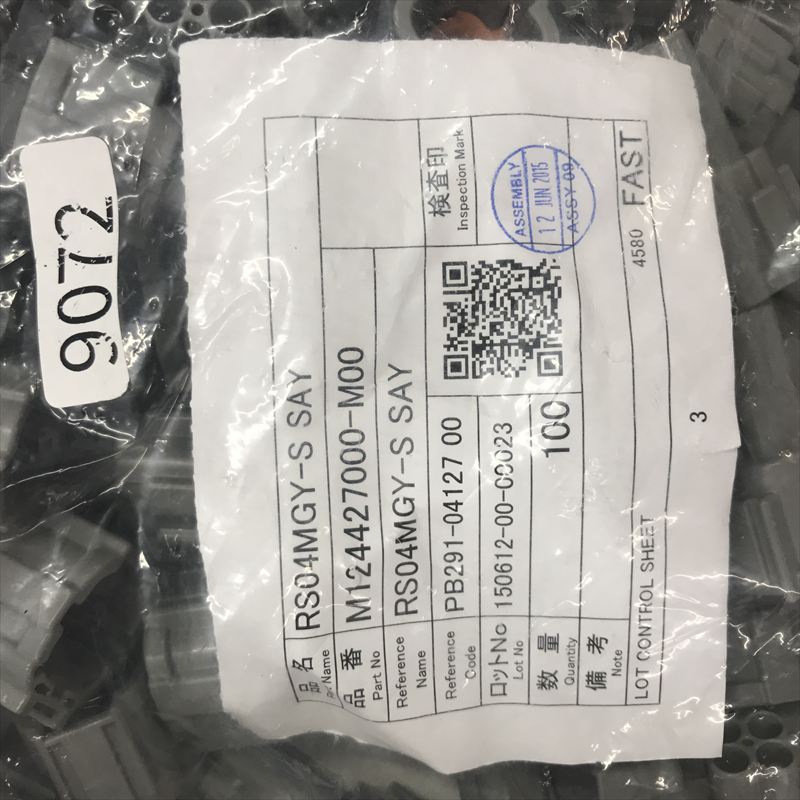 9072
品名 RS04MGY-S SAY
Name
品番 M124427000-M00
Part No
Reference Name RS04MGY-S SAY
Reference Code PB291-04127 00
検査印
Inspection Mark
ASSEMBLY
12 JUN 2015
ASSY 09
ロットNo 150612-00-00023
Lot No
数量 100
Quantity
備考
Note
LOT CONTROL SHEET 4580 FAST
3